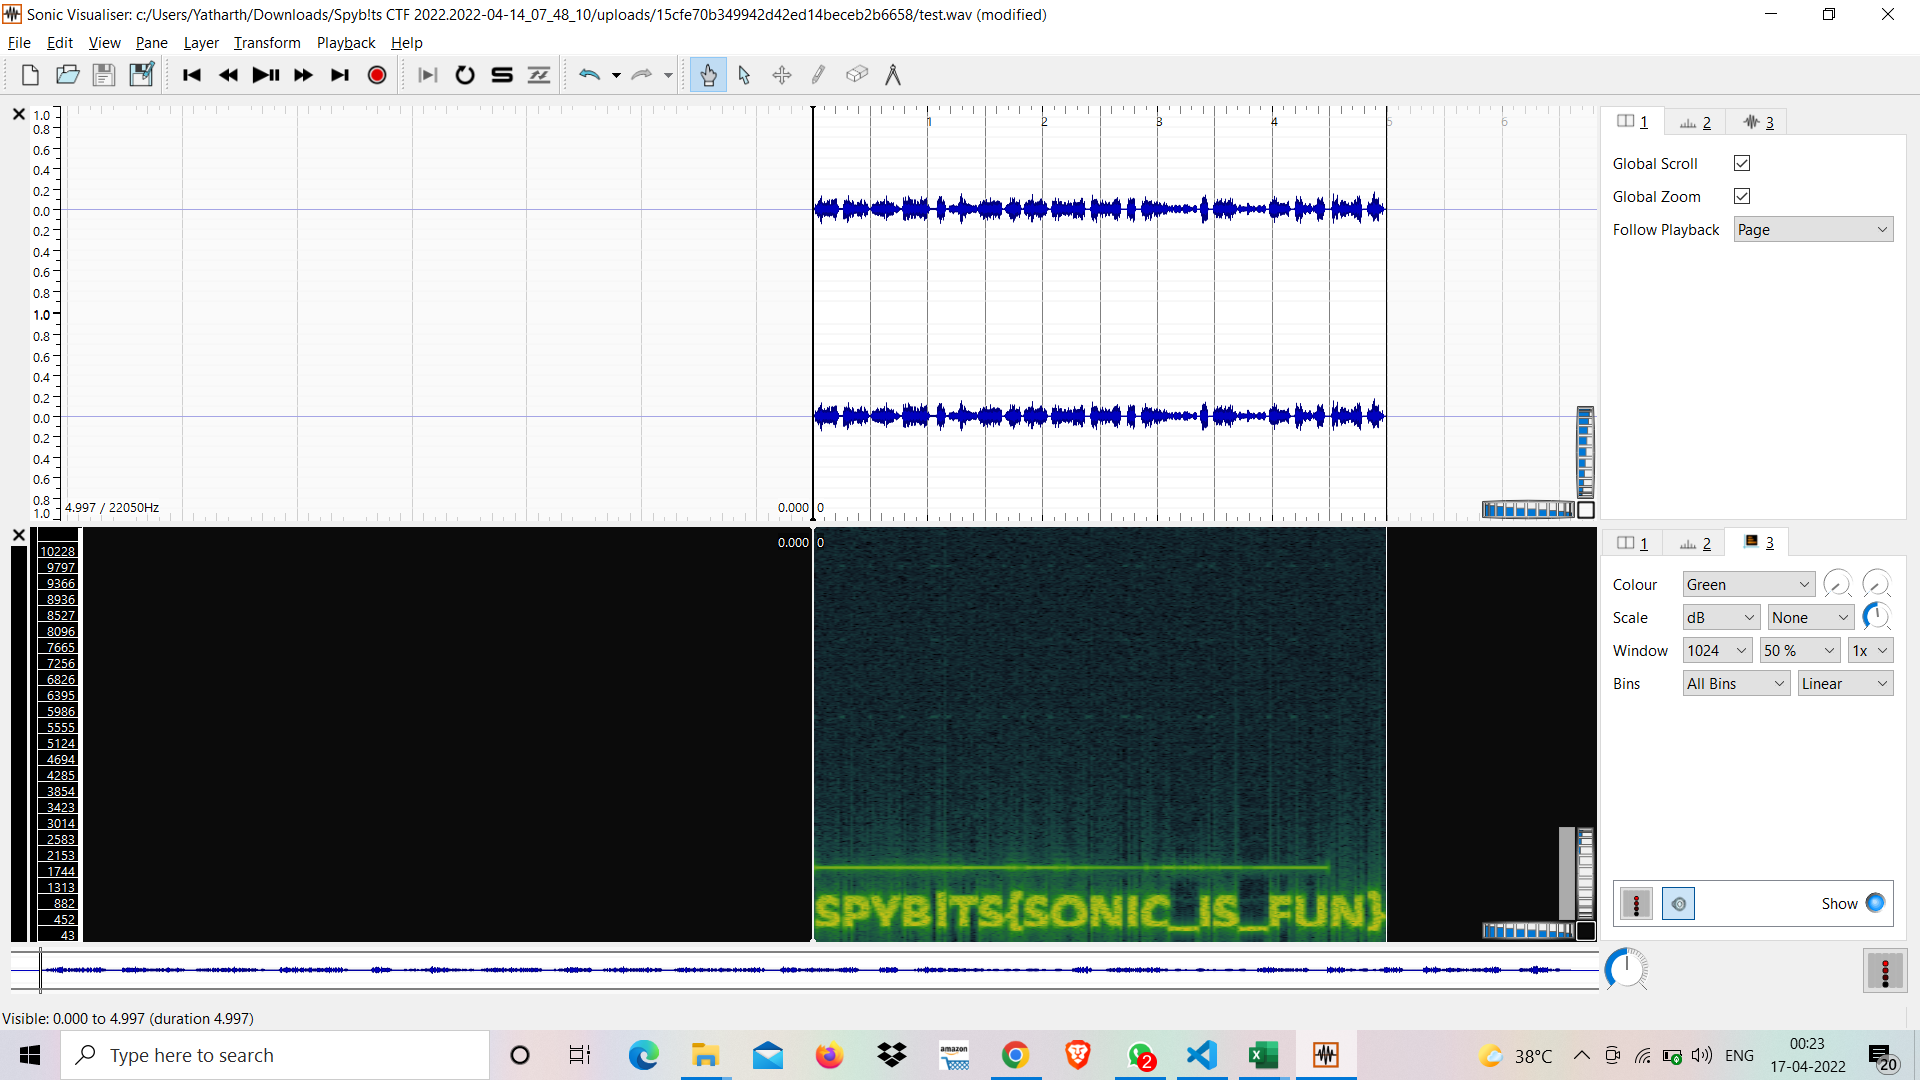 Sonic Visualiser: c:/Users/Yatharth/Downloads/Spyb!ts CTF 2022.2022-04-14_07_48_10/uploads/15cfe70b349942d42ed14beceb2b6658/test.wav (modified)
File Edit View Pane Layer Transform Playback Help
1.0
0.8
0.6
0.4
0.2
0.0
0.2
0.4
0.6
0.8
1.0
0.8
0.6
0.4
0.2
0.0
0.2
0.4
0.6
0.8
1.0
1 2 3 4 5 6
4.997 / 22050Hz
0.000 0
1 2 3
Global Scroll
Global Zoom
Follow Playback Page
10228
9797
9366
8936
8527
8096
7665
7256
6826
6395
5986
5555
5124
4694
4285
3854
3423
3014
2583
2153
1744
1313
882
452
43
0.000 0
SPYB!TS{SONIC_IS_FUN}
1 2 3
Colour Green
Scale dB None
Window 1024 50 % 1x
Bins All Bins Linear
Show
Visible: 0.000 to 4.997 (duration 4.997)
Type here to search
amazon
2
38°C
ENG
00:23
17-04-2022
20